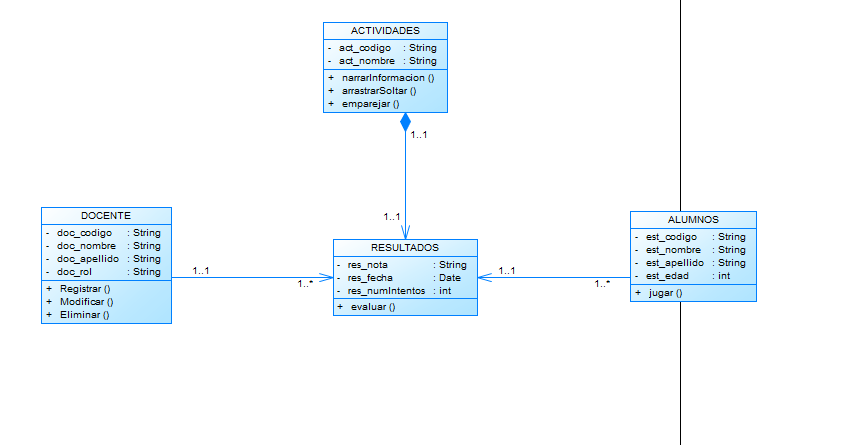 ACTIVIDADES
- act_codigo : String
- act_nombre : String
+ narrarInformacion ()
+ arrastrarSoltar ()
+ emparejar ()
1..1
1..1
DOCENTE
- doc_codigo : String
- doc_nombre : String
- doc_apellido : String
- doc_rol : String
+ Registrar ()
+ Modificar ()
+ Eliminar ()
1..1
1..*
RESULTADOS
- res_nota : String
- res_fecha : Date
- res_numIntentos : int
+ evaluar ()
1..1
1..*
ALUMNOS
- est_codigo : String
- est_nombre : String
- est_apellido : String
- est_edad : int
+ jugar ()